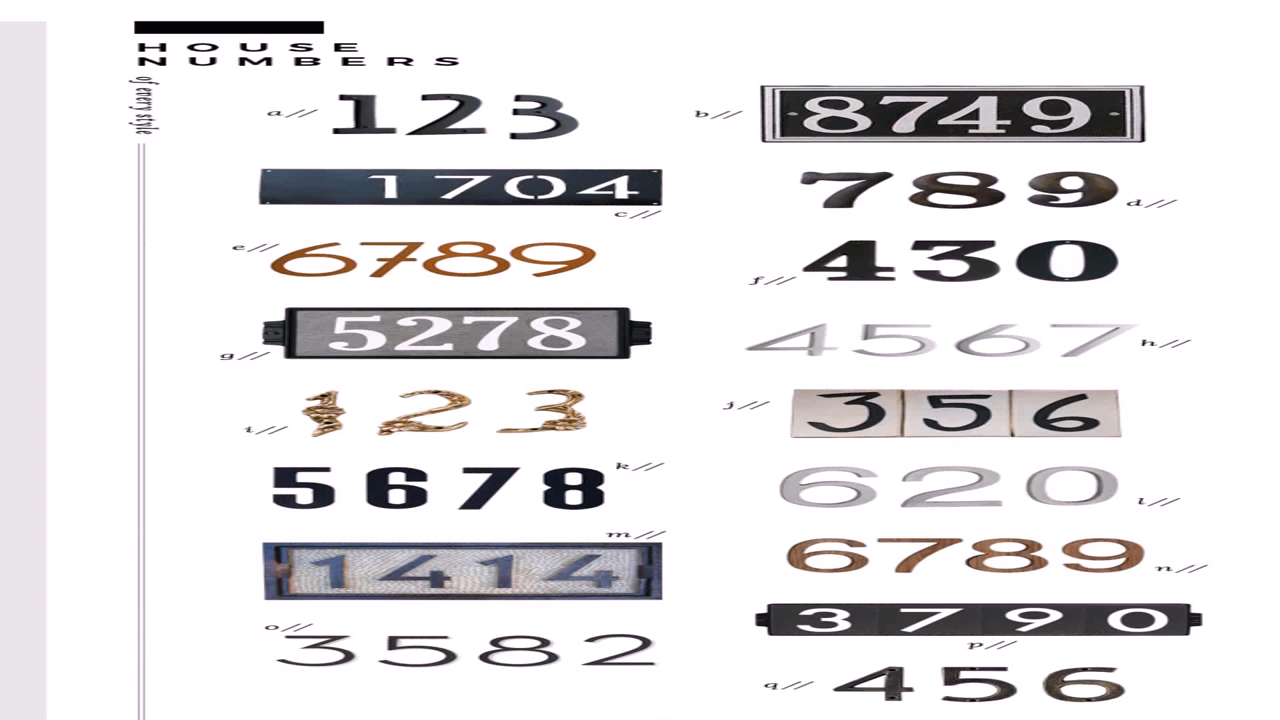 HOUSE
NUMBERS
of every style
a//
123
b//
8749
1704
c//
789
d//
e//
6789
f//
430
g//
5278
4567
h//
i//
123
j//
356
5678
k//
620
l//
m//
1414
6789
n//
o//
3582
3790
p//
q//
456